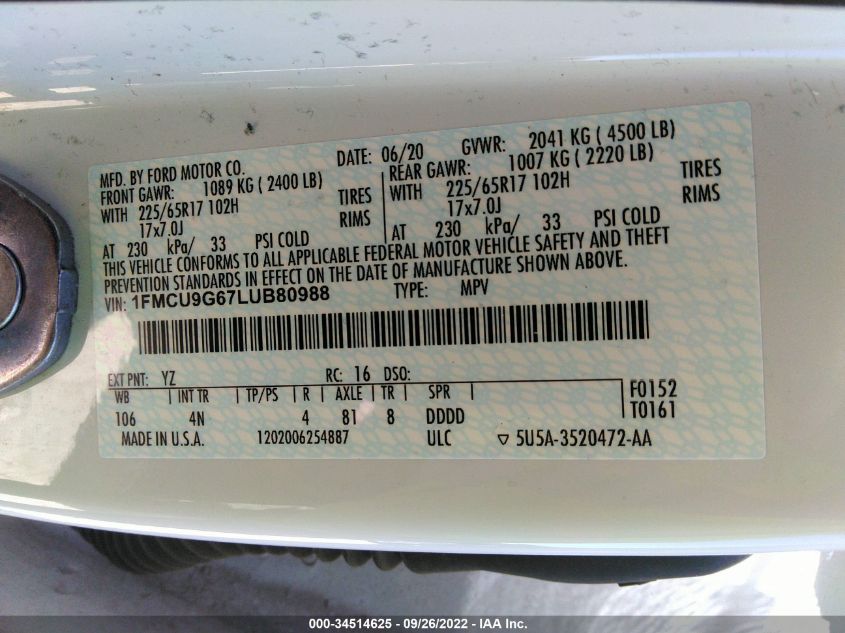 MFD. BY FORD MOTOR CO.
DATE: 06/20 GVWR: 2041 KG ( 4500 LB)
FRONT GAWR: 1089 KG ( 2400 LB)
REAR GAWR: 1007 KG ( 2220 LB)
WITH 225/65R17 102H TIRES
WITH 225/65R17 102H TIRES
17x7.0J RIMS
17x7.0J RIMS
AT 230 kPa/ 33 PSI COLD
AT 230 kPa/ 33 PSI COLD
THIS VEHICLE CONFORMS TO ALL APPLICABLE FEDERAL MOTOR VEHICLE SAFETY AND THEFT
PREVENTION STANDARDS IN EFFECT ON THE DATE OF MANUFACTURE SHOWN ABOVE.
VIN: 1FMCU9G67LUB80988 TYPE: MPV
EXT PNT: YZ RC: 16 DSO:
WB INT TR TP/PS R AXLE TR SPR F0152
106 4N 4 81 8 DDDD T0161
MADE IN U.S.A. 1202006254887 ULC ▽ 5U5A-3520472-AA
000-34514625 - 09/26/2022 - IAA Inc.